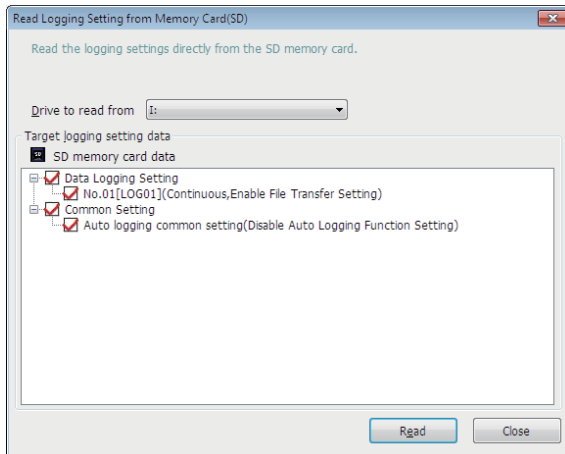 Read Logging Setting from Memory Card(SD)
Read the logging settings directly from the SD memory card.
Drive to read from I:
Target logging setting data
SD memory card data
Data Logging Setting
No.01[LOG01](Continuous,Enable File Transfer Setting)
Common Setting
Auto logging common setting(Disable Auto Logging Function Setting)
Read Close